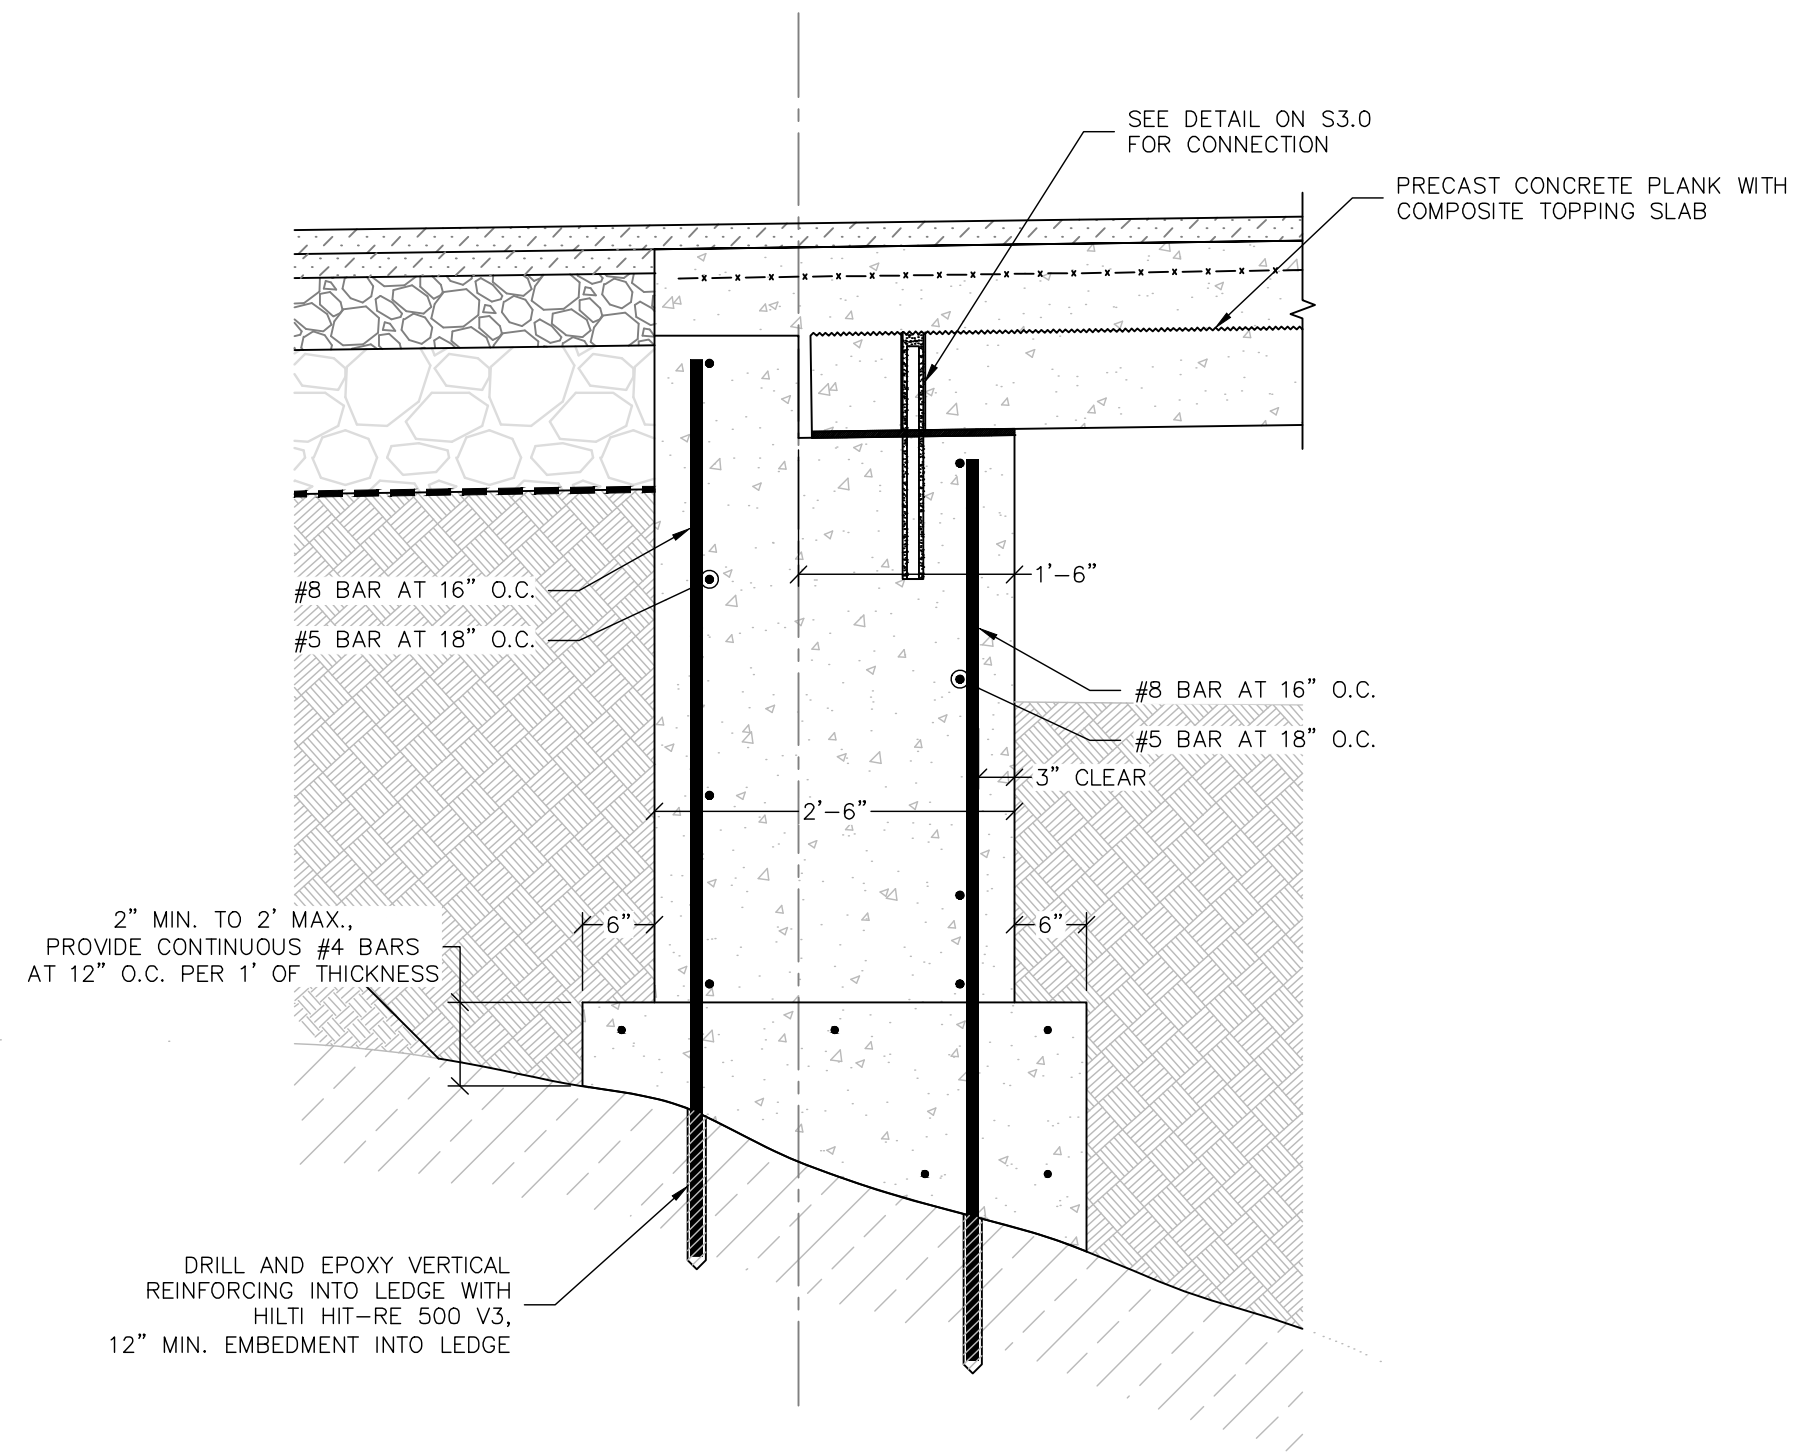 SEE DETAIL ON S3.0
FOR CONNECTION
PRECAST CONCRETE PLANK WITH
COMPOSITE TOPPING SLAB
#8 BAR AT 16" O.C.
#5 BAR AT 18" O.C.
1'-6"
#8 BAR AT 16" O.C.
#5 BAR AT 18" O.C.
3" CLEAR
2'-6"
6"
6"
2" MIN. TO 2' MAX.,
PROVIDE CONTINUOUS #4 BARS
AT 12" O.C. PER 1' OF THICKNESS
DRILL AND EPOXY VERTICAL
REINFORCING INTO LEDGE WITH
HILTI HIT-RE 500 V3,
12" MIN. EMBEDMENT INTO LEDGE